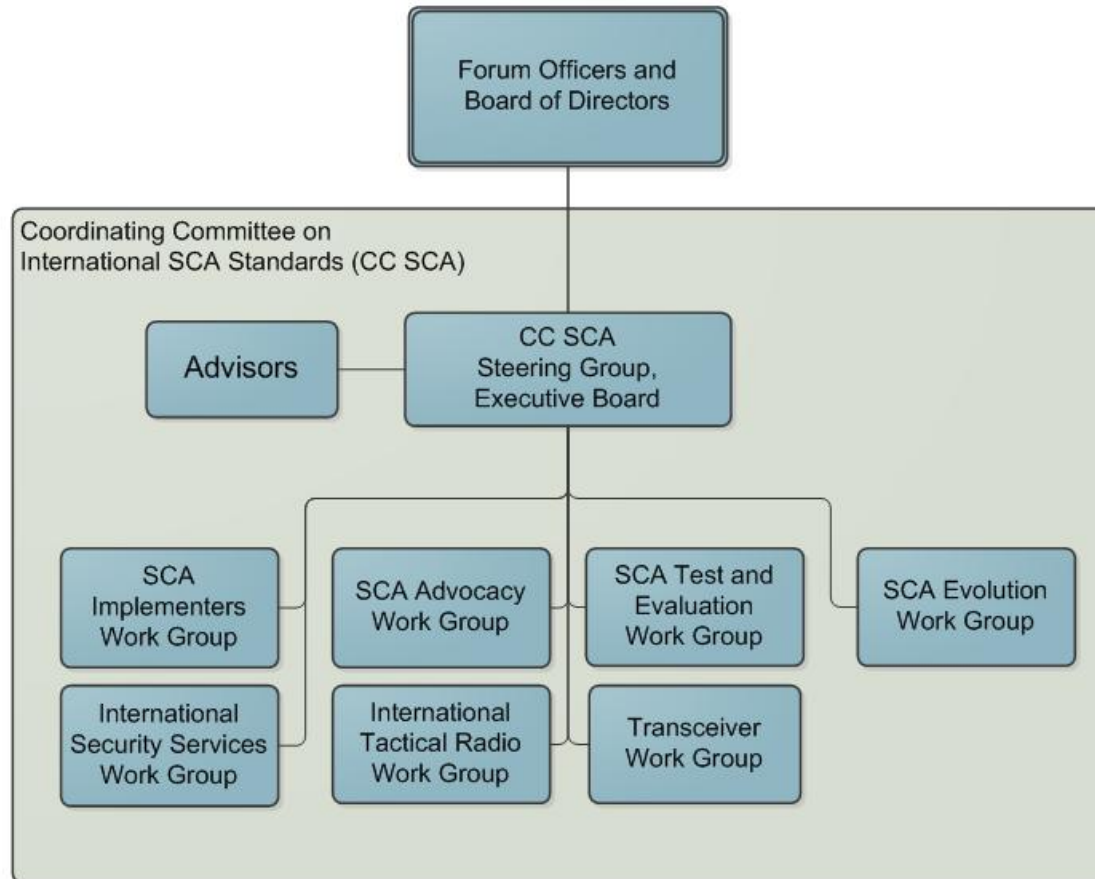 Forum Officers and
Board of Directors
Coordinating Committee on
International SCA Standards (CC SCA)
Advisors
CC SCA
Steering Group,
Executive Board
SCA
Implementers
Work Group
SCA Advocacy
Work Group
SCA Test and
Evaluation
Work Group
SCA Evolution
Work Group
International
Security Services
Work Group
International
Tactical Radio
Work Group
Transceiver
Work Group